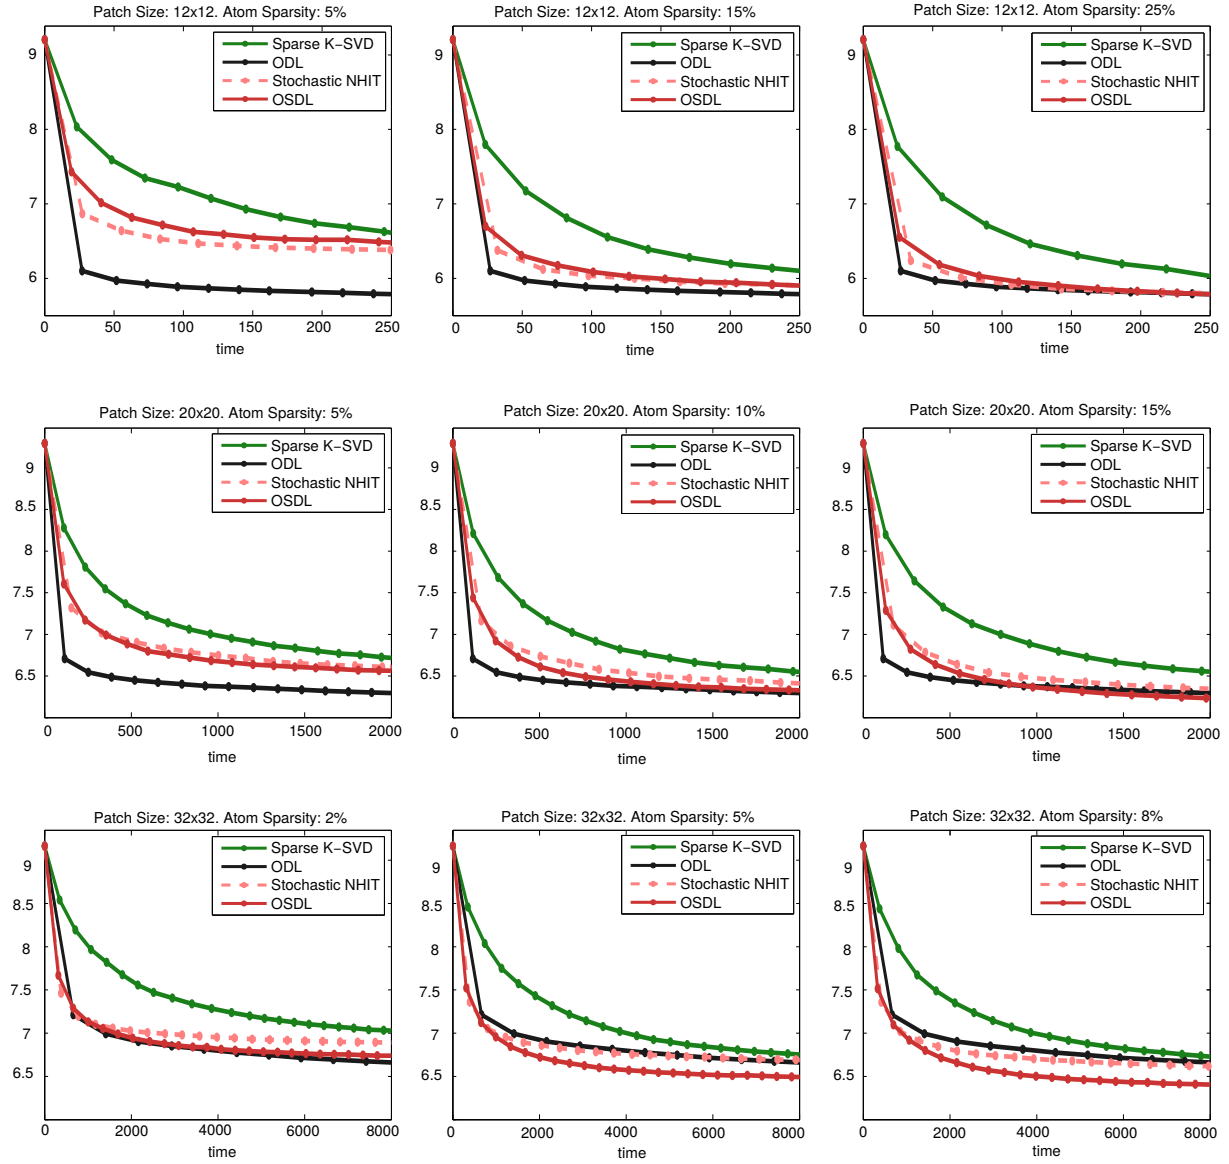 Patch Size: 12x12. Atom Sparsity: 5%
9
8
7
6
0 50 100 150 200 250
time
Sparse K−SVD
ODL
Stochastic NHIT
OSDL
Patch Size: 12x12. Atom Sparsity: 15%
9
8
7
6
0 50 100 150 200 250
time
Sparse K−SVD
ODL
Stochastic NHIT
OSDL
Patch Size: 12x12. Atom Sparsity: 25%
9
8
7
6
0 50 100 150 200 250
time
Sparse K−SVD
ODL
Stochastic NHIT
OSDL
Patch Size: 20x20. Atom Sparsity: 5%
9
8.5
8
7.5
7
6.5
0 500 1000 1500 2000
time
Sparse K−SVD
ODL
Stochastic NHIT
OSDL
Patch Size: 20x20. Atom Sparsity: 10%
9
8.5
8
7.5
7
6.5
0 500 1000 1500 2000
time
Sparse K−SVD
ODL
Stochastic NHIT
OSDL
Patch Size: 20x20. Atom Sparsity: 15%
9
8.5
8
7.5
7
6.5
0 500 1000 1500 2000
time
Sparse K−SVD
ODL
Stochastic NHIT
OSDL
Patch Size: 32x32. Atom Sparsity: 2%
9
8.5
8
7.5
7
6.5
0 2000 4000 6000 8000
time
Sparse K−SVD
ODL
Stochastic NHIT
OSDL
Patch Size: 32x32. Atom Sparsity: 5%
9
8.5
8
7.5
7
6.5
0 2000 4000 6000 8000
time
Sparse K−SVD
ODL
Stochastic NHIT
OSDL
Patch Size: 32x32. Atom Sparsity: 8%
9
8.5
8
7.5
7
6.5
0 2000 4000 6000 8000
time
Sparse K−SVD
ODL
Stochastic NHIT
OSDL